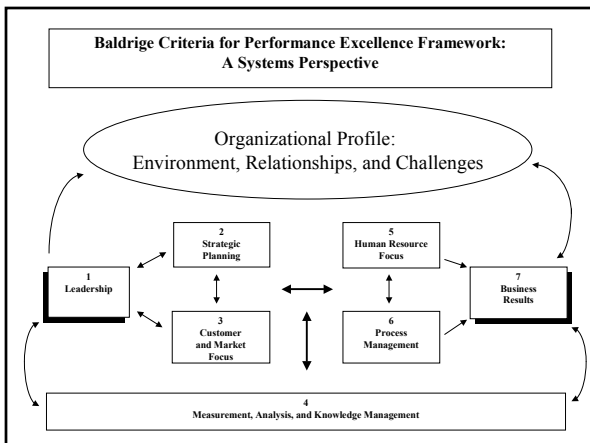 Baldrige Criteria for Performance Excellence Framework:
A Systems Perspective
Organizational Profile:
Environment, Relationships, and Challenges
2
Strategic
Planning
5
Human Resource
Focus
1
Leadership
7
Business
Results
3
Customer
and Market
Focus
6
Process
Management
4
Measurement, Analysis, and Knowledge Management